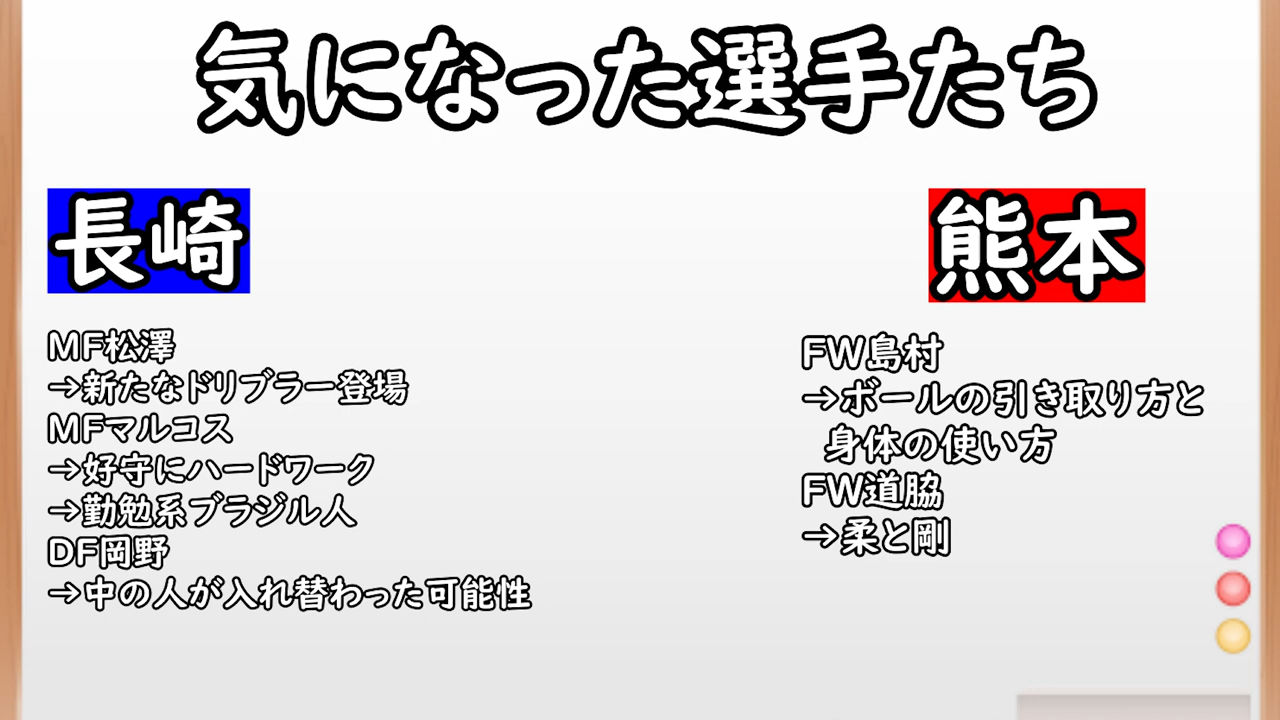 気になった選手たち
長崎
MF松澤
→新たなドリブラー登場
MFマルコス
→好守にハードワーク
→勤勉系ブラジル人
DF岡野
→中の人が入れ替わった可能性
熊本
FW島村
→ボールの引き取り方と
身体の使い方
FW道脇
→柔と剛